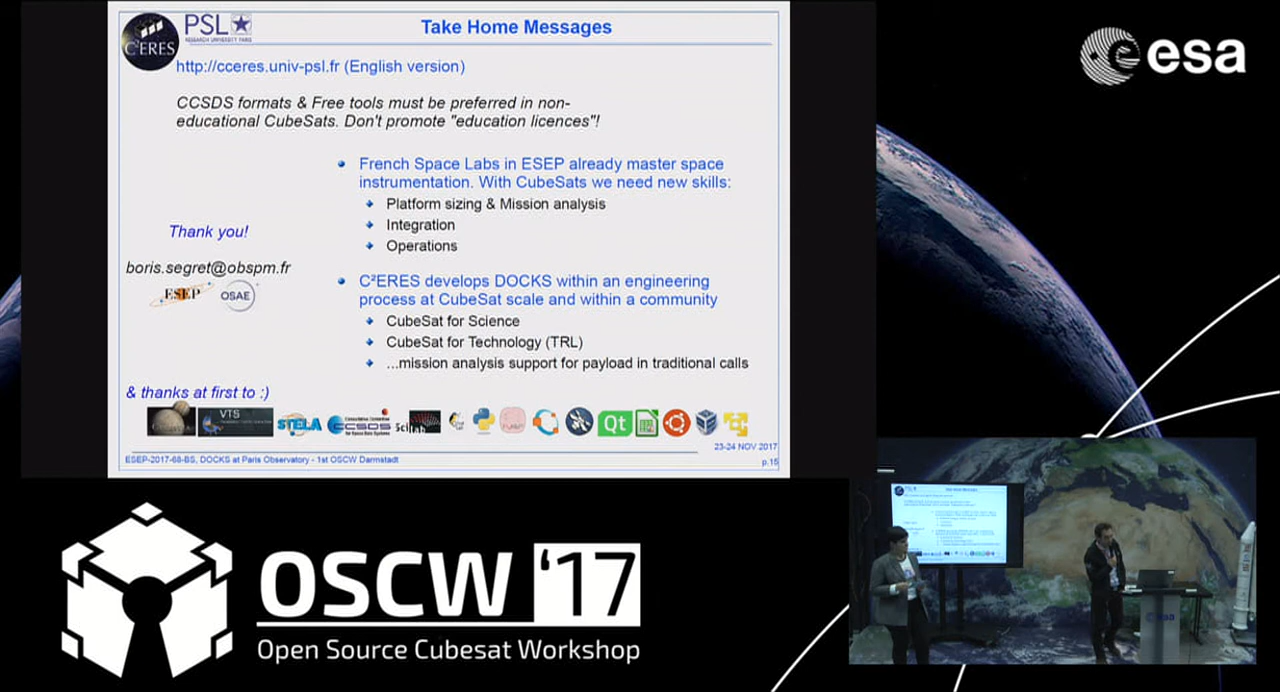 C²ERES
PSL
RESEARCH UNIVERSITY PARIS
Take Home Messages
esa
http://cceres.univ-psl.fr (English version)
CCSDS formats & Free tools must be preferred in non-
educational CubeSats. Don't promote "education licences"!
French Space Labs in ESEP already master space
instrumentation. With CubeSats we need new skills:
Platform sizing & Mission analysis
Integration
Operations
Thank you!
boris.segret@obspm.fr
ESEP OSAE
C²ERES develops DOCKS within an engineering
process at CubeSat scale and within a community
CubeSat for Science
CubeSat for Technology (TRL)
...mission analysis support for payload in traditional calls
& thanks at first to :)
VTS STELA CCSDS Scilab Qt
23-24 NOV 2017
ESEP-2017-68-BS, DOCKS at Paris Observatory - 1st OSCW Darmstadt
p.15
OSCW '17
Open Source Cubesat Workshop
esa